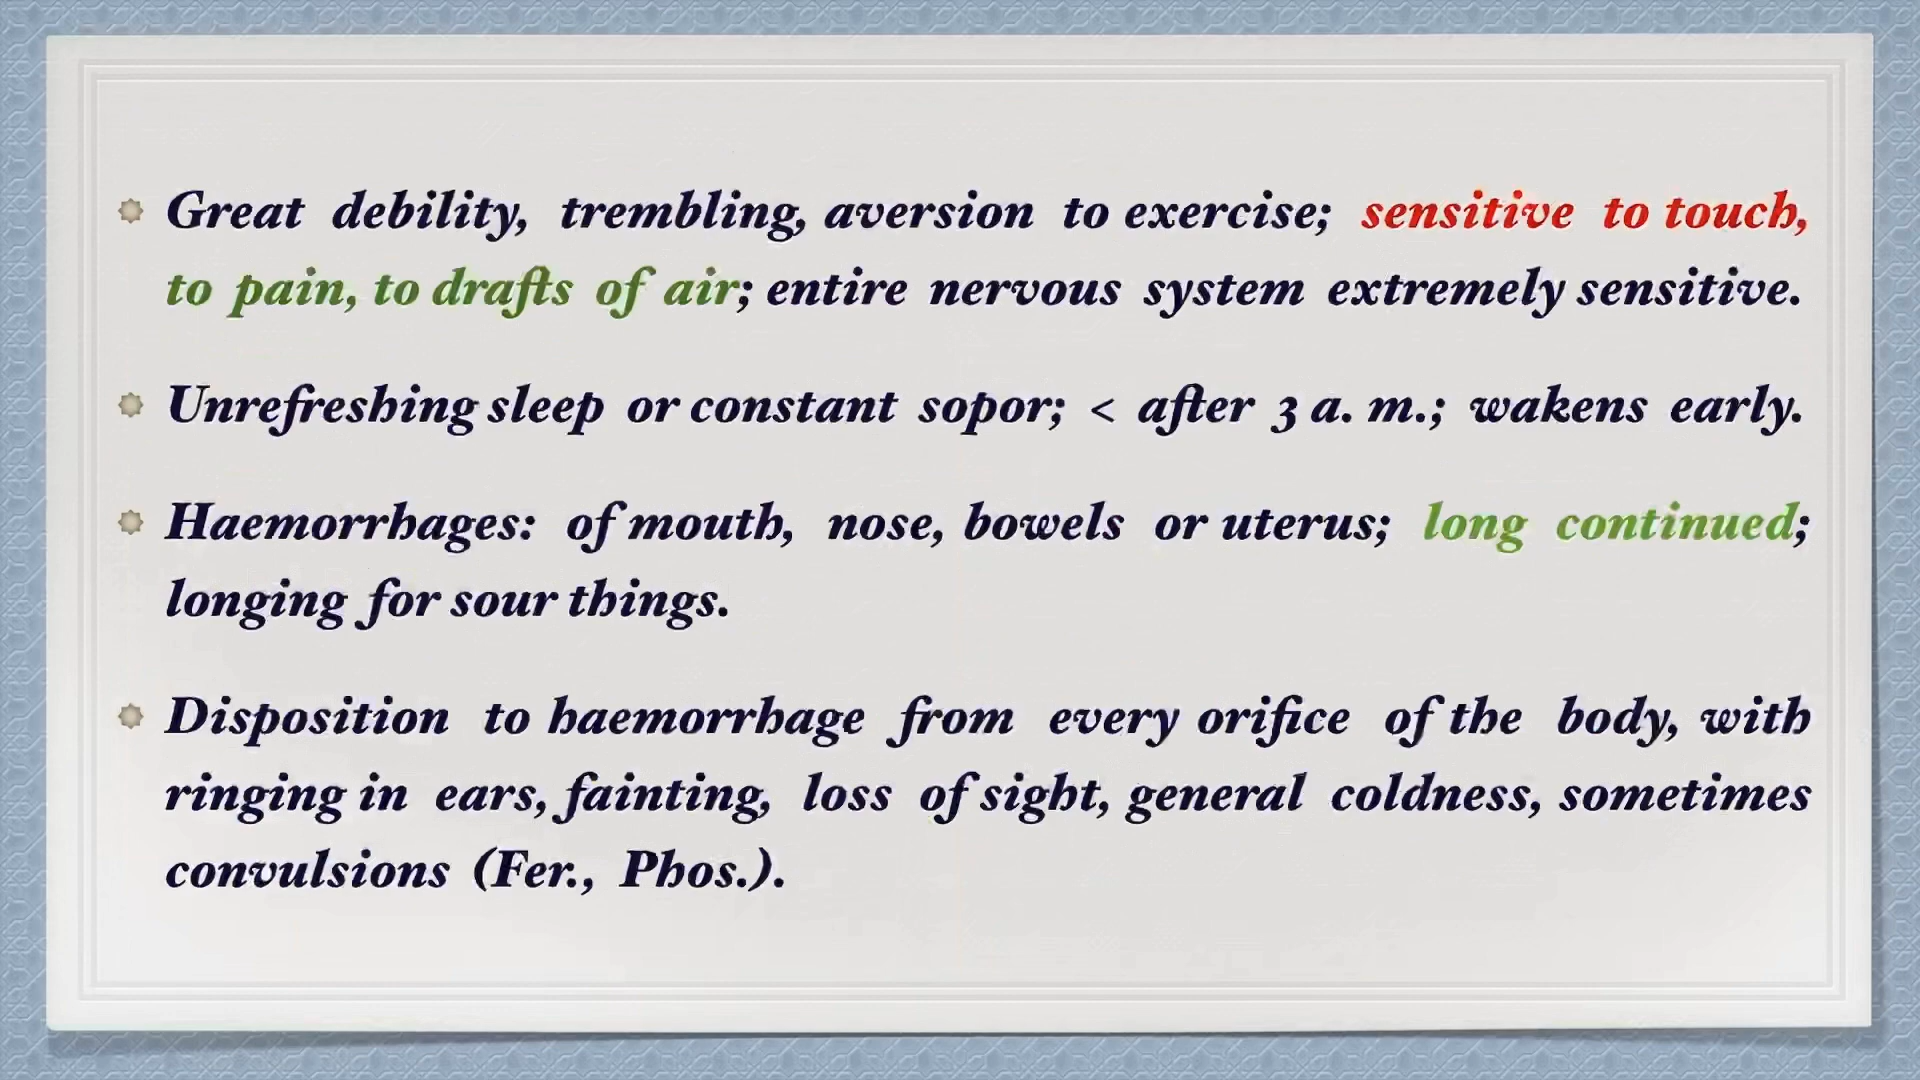 Great debility, trembling, aversion to exercise; sensitive to touch,
to pain, to drafts of air; entire nervous system extremely sensitive.
Unrefreshing sleep or constant sopor; < after 3 a. m.; wakens early.
Haemorrhages: of mouth, nose, bowels or uterus; long continued;
longing for sour things.
Disposition to haemorrhage from every orifice of the body, with
ringing in ears, fainting, loss of sight, general coldness, sometimes
convulsions (Fer., Phos.).